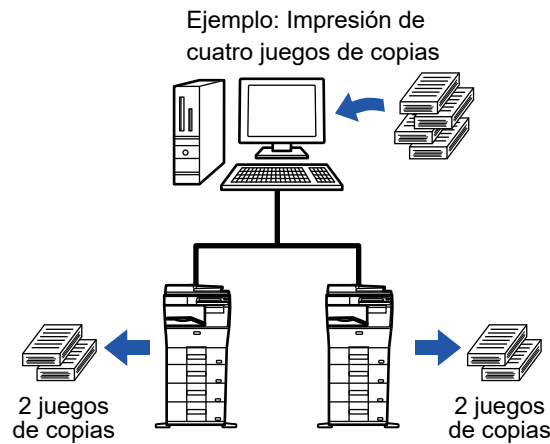 Ejemplo: Impresión de
cuatro juegos de copias
2 juegos
de copias
2 juegos
de copias